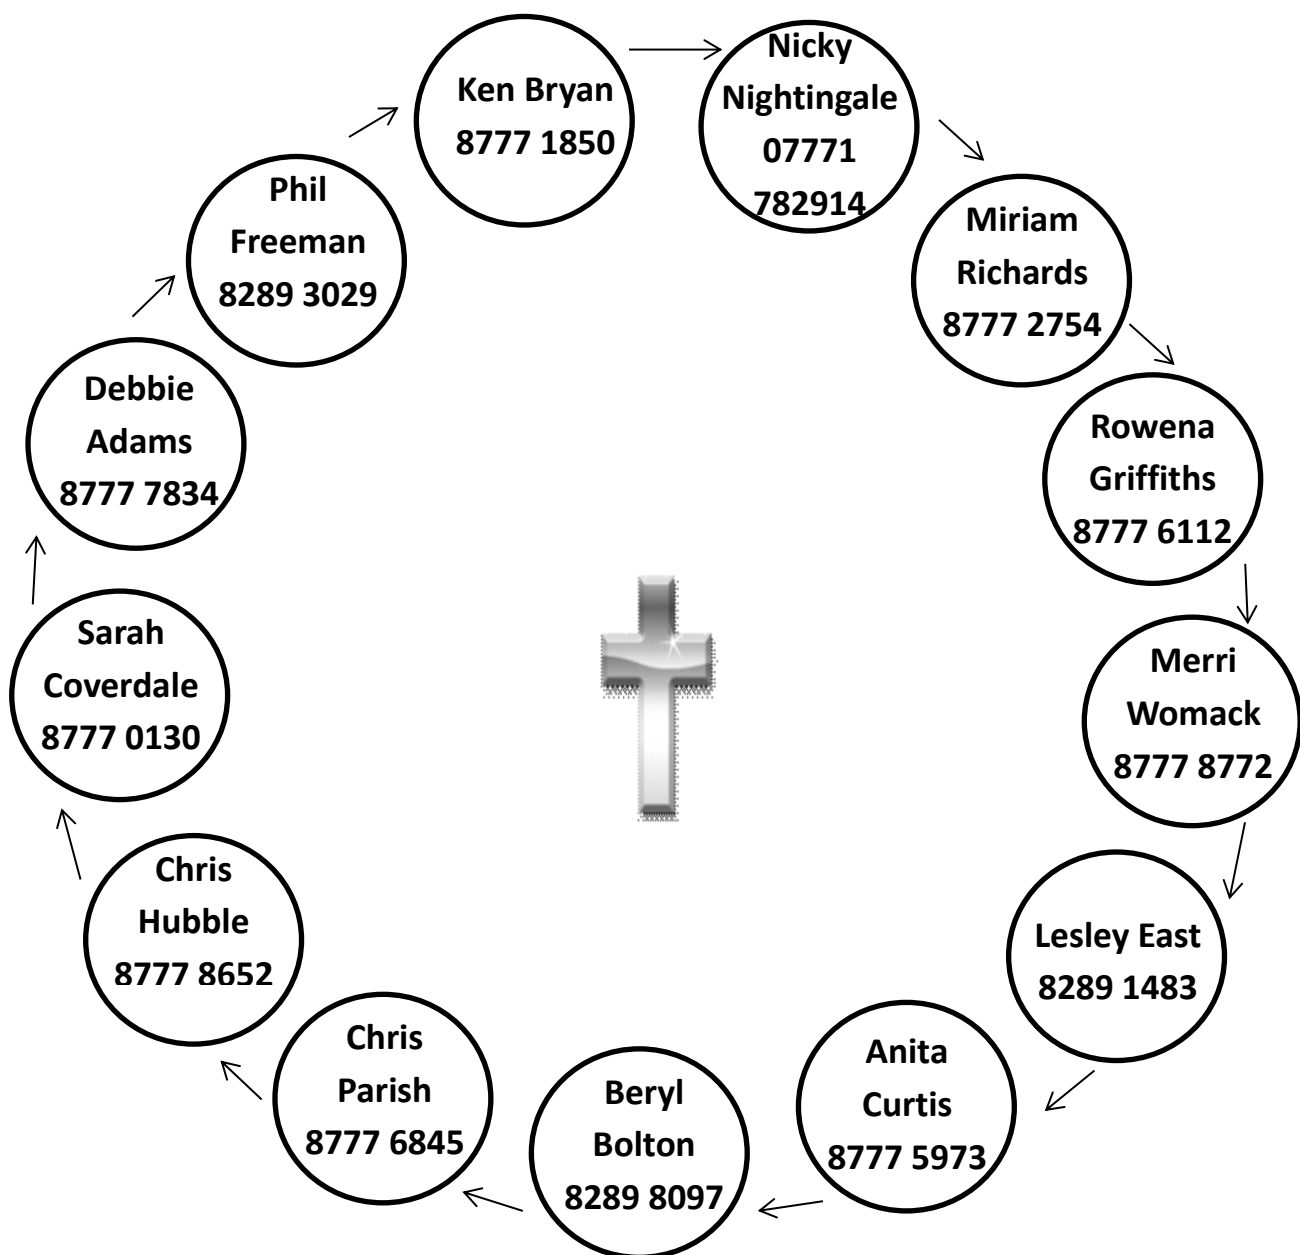 Ken Bryan
8777 1850
Nicky
Nightingale
07771
782914
Miriam
Richards
8777 2754
Rowena
Griffiths
8777 6112
Merri
Womack
8777 8772
Lesley East
8289 1483
Anita
Curtis
8777 5973
Beryl
Bolton
8289 8097
Chris
Parish
8777 6845
Chris
Hubble
8777 8652
Sarah
Coverdale
8777 0130
Debbie
Adams
8777 7834
Phil
Freeman
8289 3029